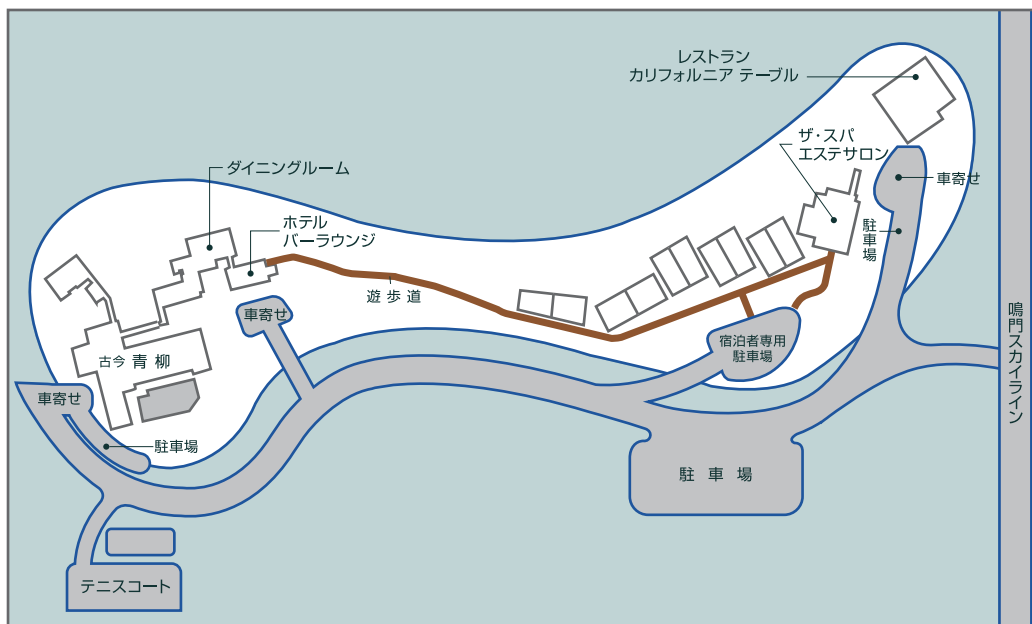 レストラン
カリフォルニア テーブル
ザ・スパ
エステサロン
車寄せ
駐車場
ダイニングルーム
ホテル
バーラウンジ
遊歩道
車寄せ
宿泊者専用
駐車場
古今 青柳
車寄せ
駐車場
駐車場
テニスコート
鳴門スカイライン